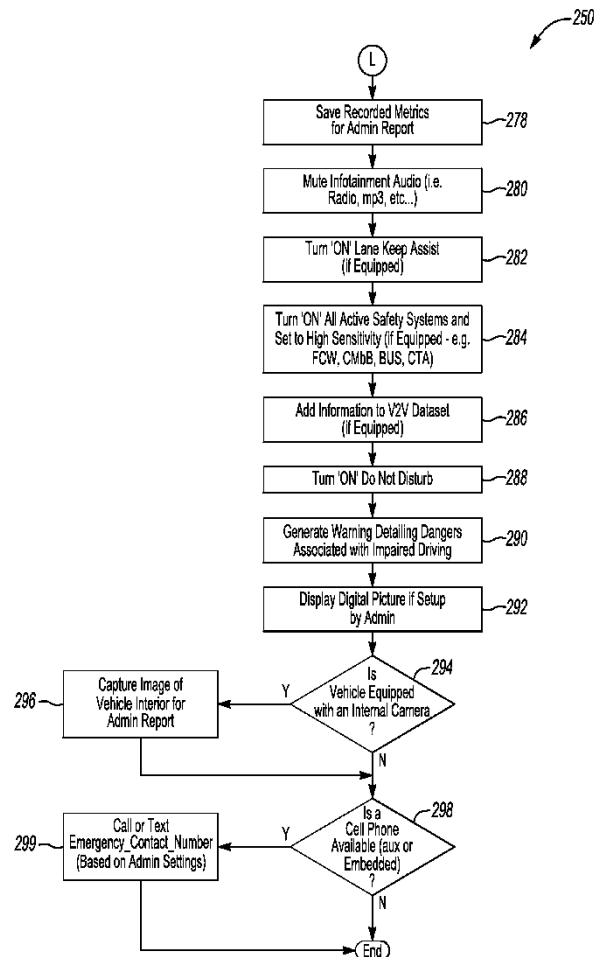 250
L
Save Recorded Metrics
for Admin Report
278
Mute Infotainment Audio (i.e.
Radio, mp3, etc...)
280
Turn 'ON' Lane Keep Assist
(if Equipped)
282
Turn 'ON' All Active Safety Systems and
Set to High Sensitivity (if Equipped - e.g.
FCW, CMbB, BUS, CTA)
284
Add Information to V2V Dataset
(if Equipped)
286
Turn 'ON' Do Not Disturb
288
Generate Warning Detailing Dangers
Associated with Impaired Driving
290
Display Digital Picture if Setup
by Admin
292
Is
Vehicle Equipped
with an Internal Camera
?
294
Y
N
296
Capture Image of
Vehicle Interior for
Admin Report
Is a
Cell Phone
Available (aux or
Embedded)
?
298
Y
N
299
Call or Text
Emergency_Contact_Number
(Based on Admin Settings)
End